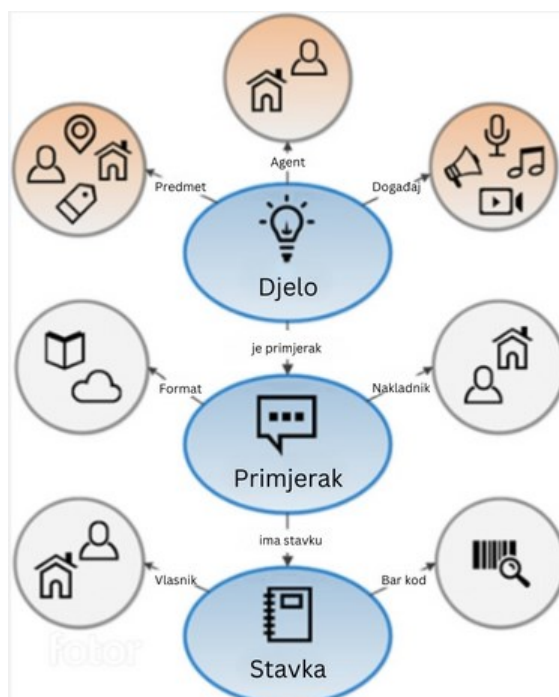 Agent
Predmet
Događaj
Djelo
je primjerak
Format
Nakladnik
Primjerak
ima stavku
Vlasnik
Bar kod
Stavka
fotor